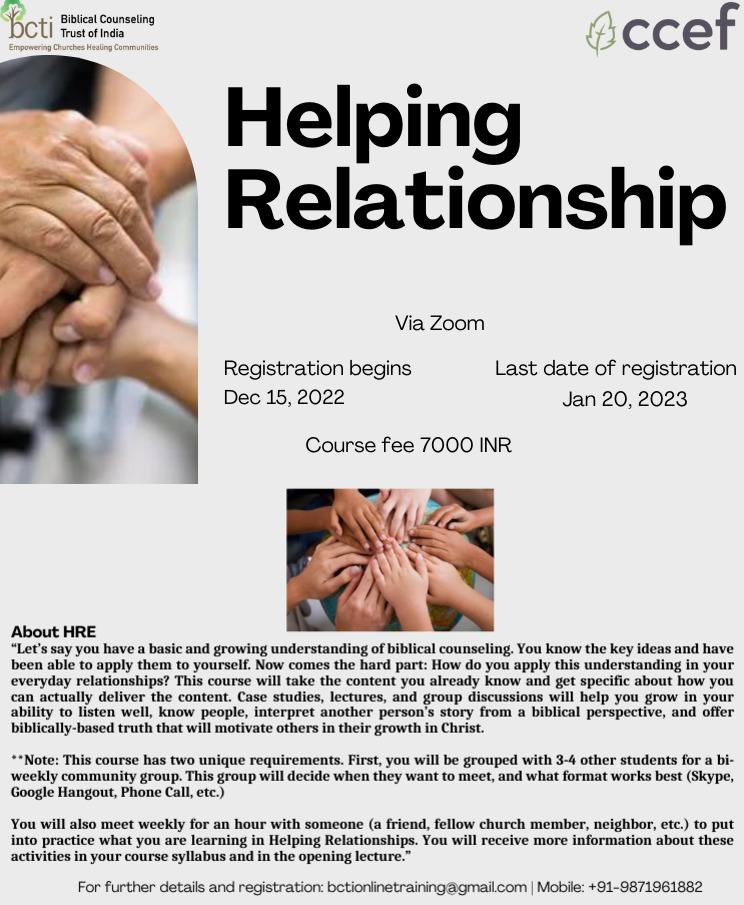 bcti Biblical Counseling
Trust of India
Empowering Churches Healing Communities
ccef
Helping
Relationship
Via Zoom
Registration begins
Dec 15, 2022
Last date of registration
Jan 20, 2023
Course fee 7000 INR
About HRE
“Let’s say you have a basic and growing understanding of biblical counseling. You know the key ideas and have
been able to apply them to yourself. Now comes the hard part: How do you apply this understanding in your
everyday relationships? This course will take the content you already know and get specific about how you
can actually deliver the content. Case studies, lectures, and group discussions will help you grow in your
ability to listen well, know people, interpret another person’s story from a biblical perspective, and offer
biblically-based truth that will motivate others in their growth in Christ.
**Note: This course has two unique requirements. First, you will be grouped with 3-4 other students for a bi-
weekly community group. This group will decide when they want to meet, and what format works best (Skype,
Google Hangout, Phone Call, etc.)
You will also meet weekly for an hour with someone (a friend, fellow church member, neighbor, etc.) to put
into practice what you are learning in Helping Relationships. You will receive more information about these
activities in your course syllabus and in the opening lecture.”
For further details and registration: bctionlinetraining@gmail.com | Mobile: +91-9871961882